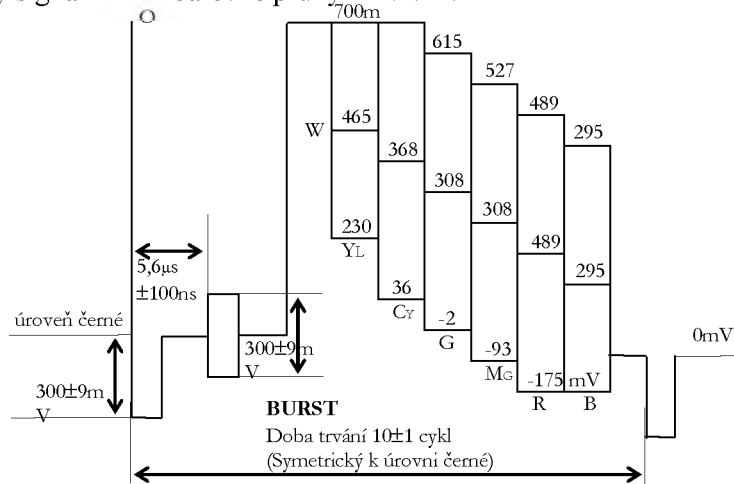 O
700m
615
527
489
295
W
465
368
308
308
489
295
230
YL
36
CY
-2
G
-93
MG
-175 mV
R
B
5,6µs
±100ns
úroveň černé
300±9m
V
300±9m
V
0mV
BURST
Doba trvání 10±1 cykl
(Symetrický k úrovni černé)